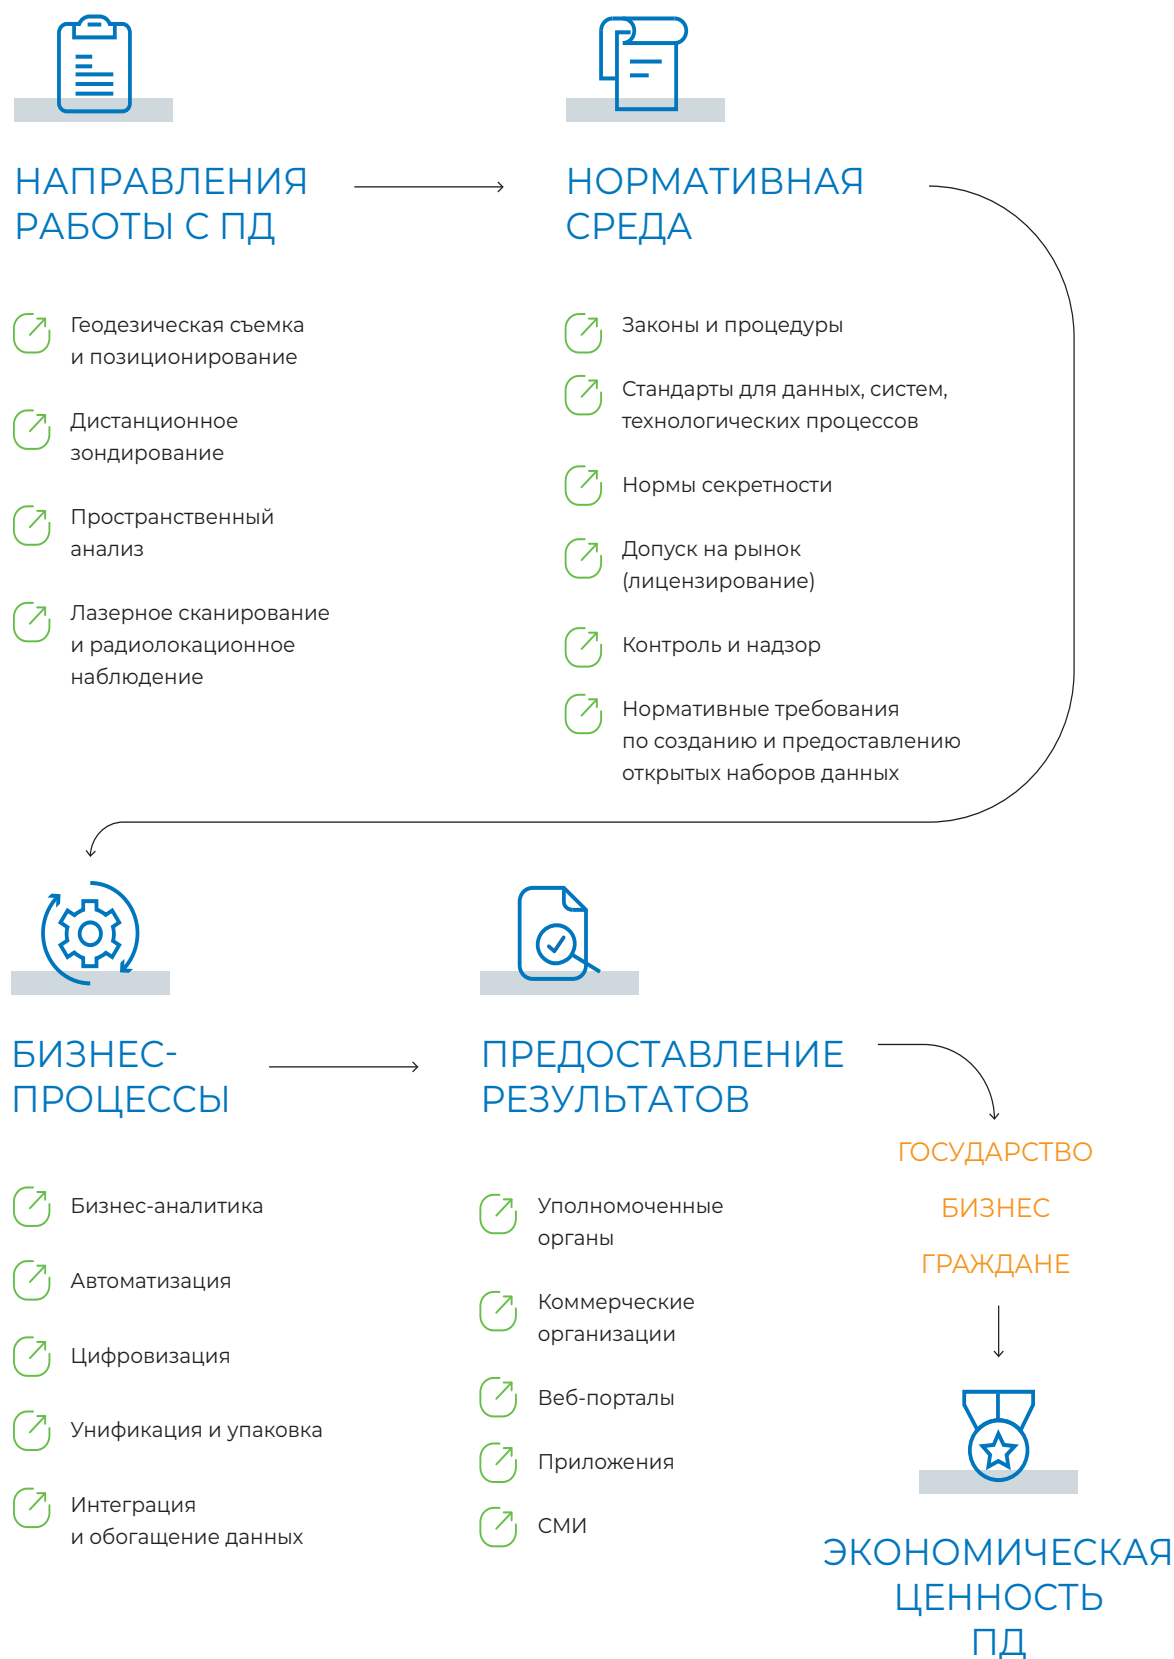 НАПРАВЛЕНИЯ
РАБОТЫ С ПД
Геодезическая съемка
и позиционирование
Дистанционное
зондирование
Пространственный
анализ
Лазерное сканирование
и радиолокационное
наблюдение
НОРМАТИВНАЯ
СРЕДА
Законы и процедуры
Стандарты для данных, систем,
технологических процессов
Нормы секретности
Допуск на рынок
(лицензирование)
Контроль и надзор
Нормативные требования
по созданию и предоставлению
открытых наборов данных
БИЗНЕС-
ПРОЦЕССЫ
Бизнес-аналитика
Автоматизация
Цифровизация
Унификация и упаковка
Интеграция
и обогащение данных
ПРЕДОСТАВЛЕНИЕ
РЕЗУЛЬТАТОВ
Уполномоченные
органы
Коммерческие
организации
Веб-порталы
Приложения
СМИ
ГОСУДАРСТВО
БИЗНЕС
ГРАЖДАНЕ
ЭКОНОМИЧЕСКАЯ
ЦЕННОСТЬ
ПД